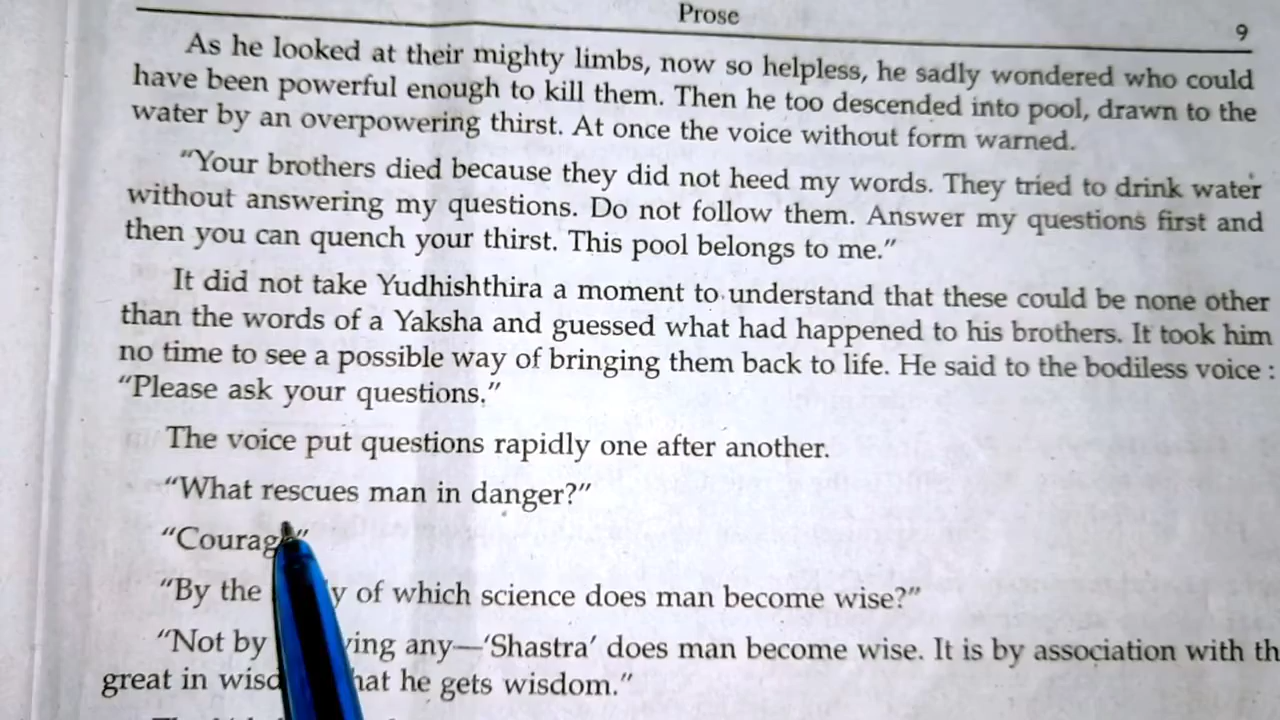 Prose
9
As he looked at their mighty limbs, now so helpless, he sadly wondered who could
have been powerful enough to kill them. Then he too descended into pool, drawn to the
water by an overpowering thirst. At once the voice without form warned.
“Your brothers died because they did not heed my words. They tried to drink water
without answering my questions. Do not follow them. Answer my questions first and
then you can quench your thirst. This pool belongs to me.”
It did not take Yudhishthira a moment to understand that these could be none other
than the words of a Yaksha and guessed what had happened to his brothers. It took him
no time to see a possible way of bringing them back to life. He said to the bodiless voice :
“Please ask your questions.”
The voice put questions rapidly one after another.
“What rescues man in danger?”
“Courag”
“By the y of which science does man become wise?”
“Not by ying any—‘Shastra’ does man become wise. It is by association with th
great in wisd hat he gets wisdom.”